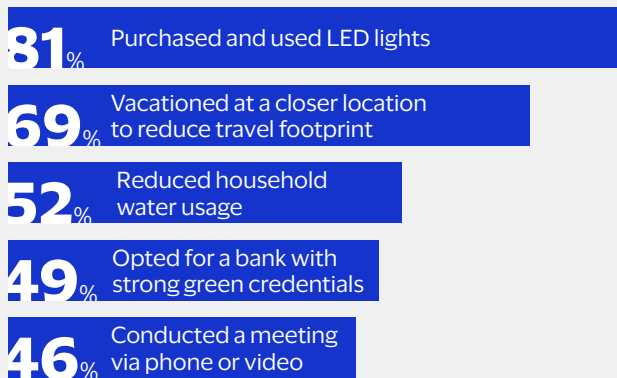 81% Purchased and used LED lights
Vacationed at a closer location
69% to reduce travel footprint
Reduced household
52% water usage
Opted for a bank with
49% strong green credentials
Conducted a meeting
46% via phone or video